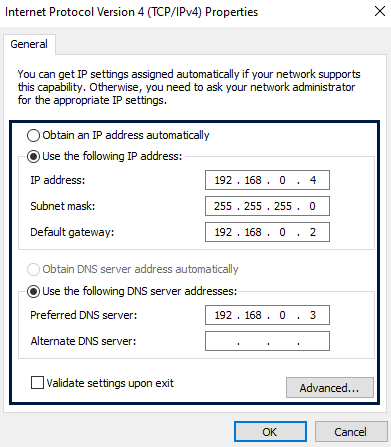 Internet Protocol Version 4 (TCP/IPv4) Properties
General
You can get IP settings assigned automatically if your network supports
this capability. Otherwise, you need to ask your network administrator
for the appropriate IP settings.
Obtain an IP address automatically
Use the following IP address:
IP address: 192 . 168 . 0 . 4
Subnet mask: 255 . 255 . 255 . 0
Default gateway: 192 . 168 . 0 . 2
Obtain DNS server address automatically
Use the following DNS server addresses:
Preferred DNS server: 192 . 168 . 0 . 3
Alternate DNS server: . . .
Validate settings upon exit
Advanced...
OK Cancel